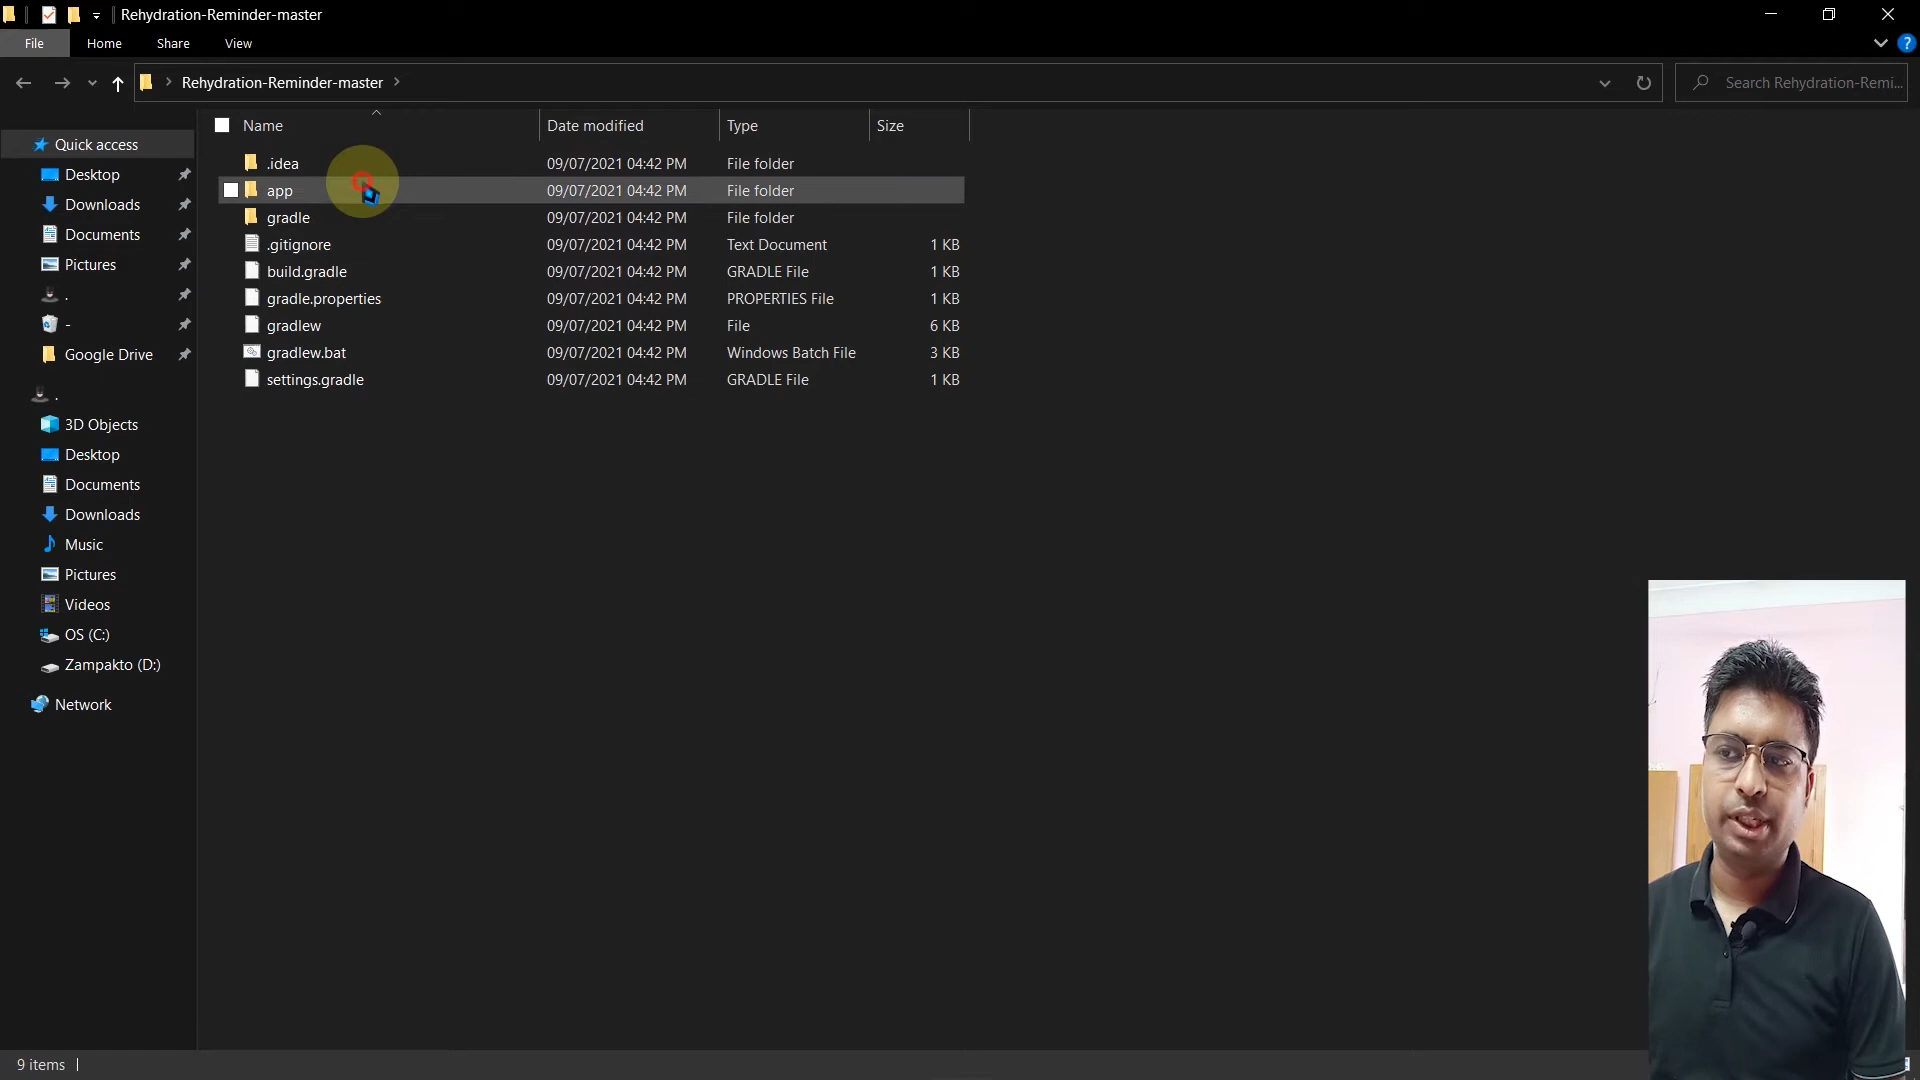 Rehydration-Reminder-master
File Home Share View
Rehydration-Reminder-master
Search Rehydration-Remi...
Name Date modified Type Size
Quick access
Desktop
Downloads
Documents
Pictures
.
-
Google Drive
.
3D Objects
Desktop
Documents
Downloads
Music
Pictures
Videos
OS (C:)
Zampakto (D:)
Network
.idea 09/07/2021 04:42 PM File folder
app 09/07/2021 04:42 PM File folder
gradle 09/07/2021 04:42 PM File folder
.gitignore 09/07/2021 04:42 PM Text Document 1 KB
build.gradle 09/07/2021 04:42 PM GRADLE File 1 KB
gradle.properties 09/07/2021 04:42 PM PROPERTIES File 1 KB
gradlew 09/07/2021 04:42 PM File 6 KB
gradlew.bat 09/07/2021 04:42 PM Windows Batch File 3 KB
settings.gradle 09/07/2021 04:42 PM GRADLE File 1 KB
9 items